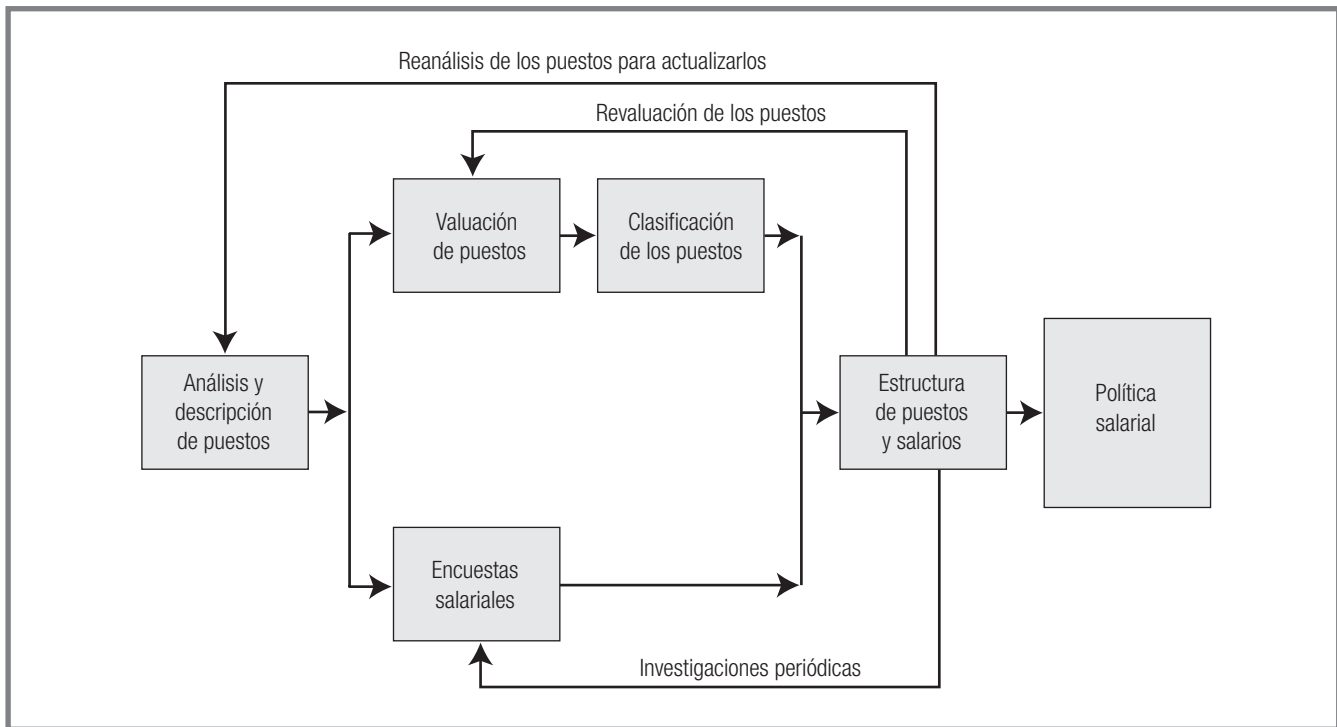 Reanálisis de los puestos para actualizarlos
Revaluación de los puestos
Valuación
de puestos
Clasificación
de los puestos
Análisis y
descripción
de puestos
Estructura
de puestos
y salarios
Política
salarial
Encuestas
salariales
Investigaciones periódicas